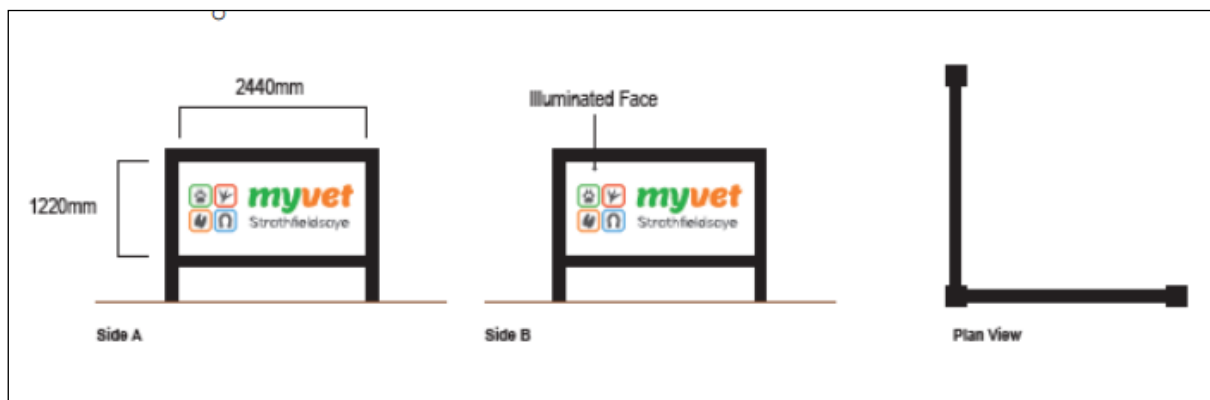 2440mm
1220mm
myvet
Strathfieldsaye
Side A
Illuminated Face
myvet
Strathfieldsaye
Side B
Plan View